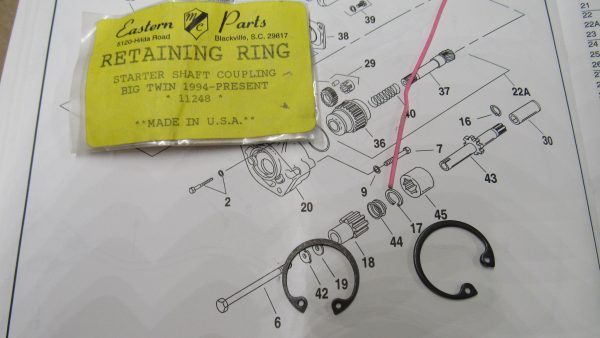 Eastern Parts
M C
5120-Hilda Road Blackville, S.C. 29817
RETAINING RING
STARTER SHAFT COUPLING
BIG TWIN 1994-PRESENT
* 11248 *
**MADE IN U.S.A.**
39
38
29
37
22A
40
36
16
30
7
9
43
2
20
45
17
44
18
19
42
6
21
22
22
23
24